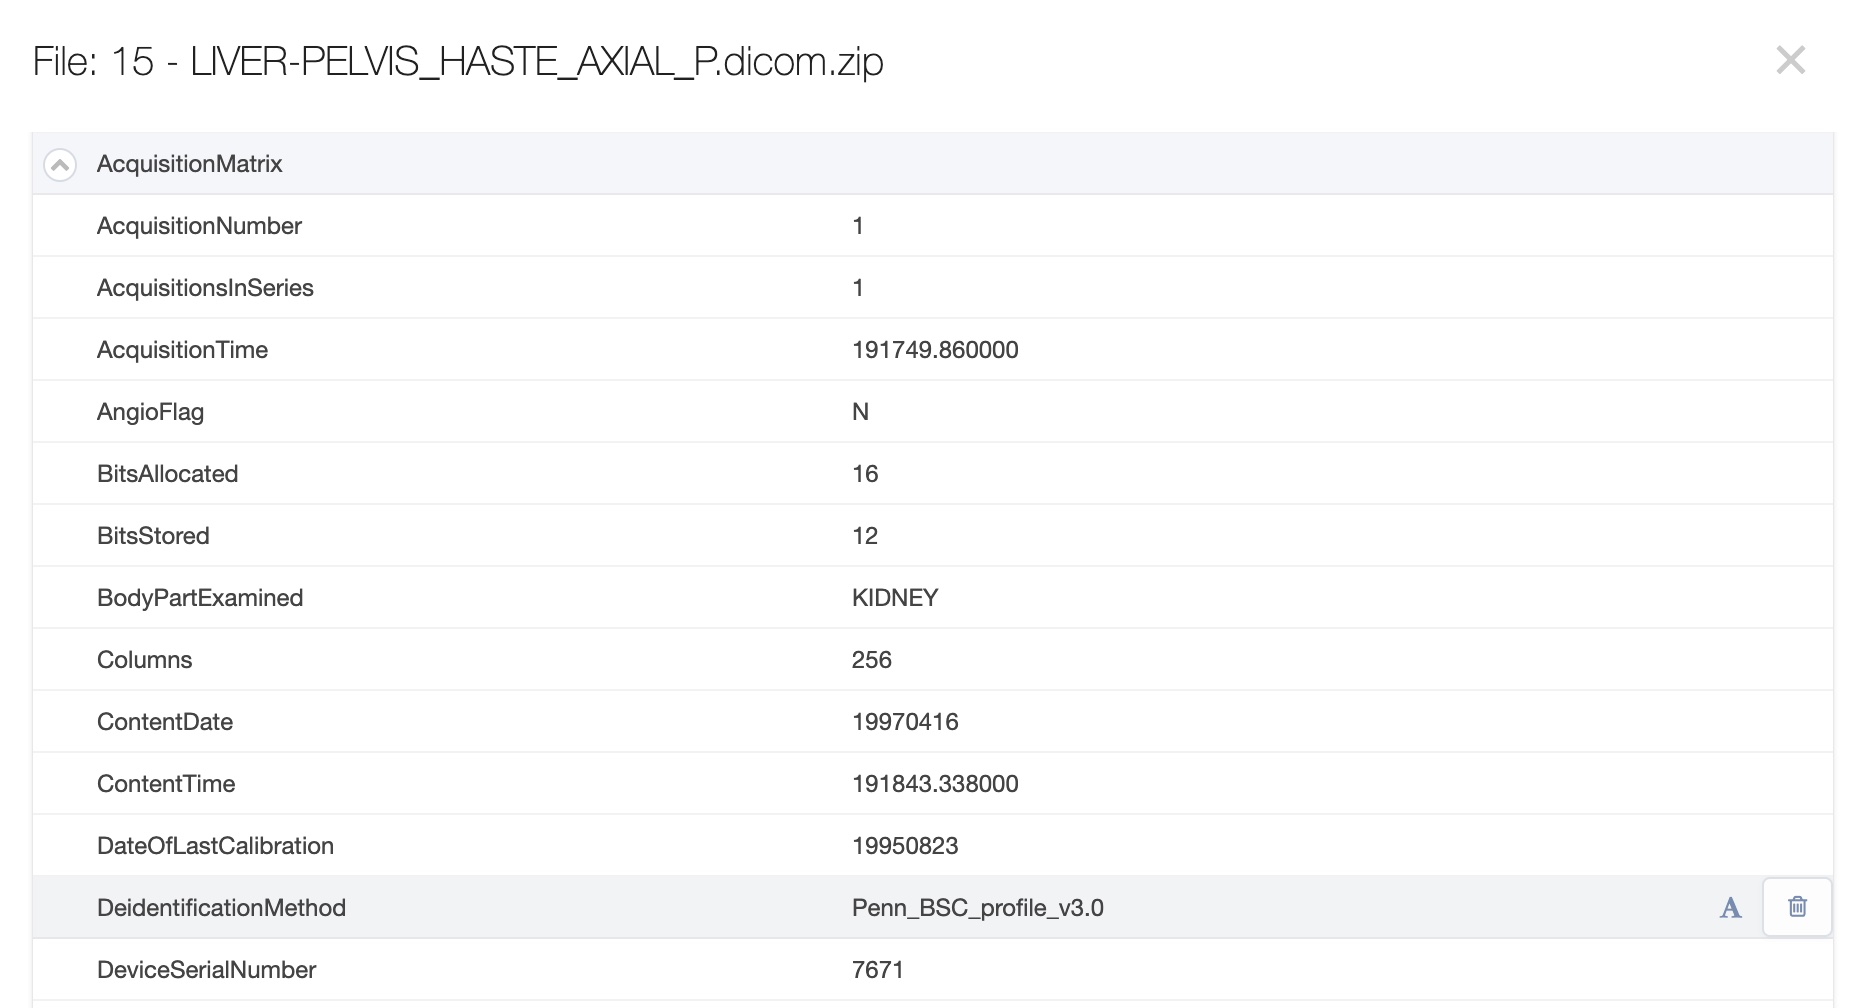 File: 15 - LIVER-PELVIS_HASTE_AXIAL_P.dicom.zip
AcquisitionMatrix
AcquisitionNumber 1
AcquisitionsInSeries 1
AcquisitionTime 191749.860000
AngioFlag N
BitsAllocated 16
BitsStored 12
BodyPartExamined KIDNEY
Columns 256
ContentDate 19970416
ContentTime 191843.338000
DateOfLastCalibration 19950823
DeidentificationMethod Penn_BSC_profile_v3.0 A
DeviceSerialNumber 7671